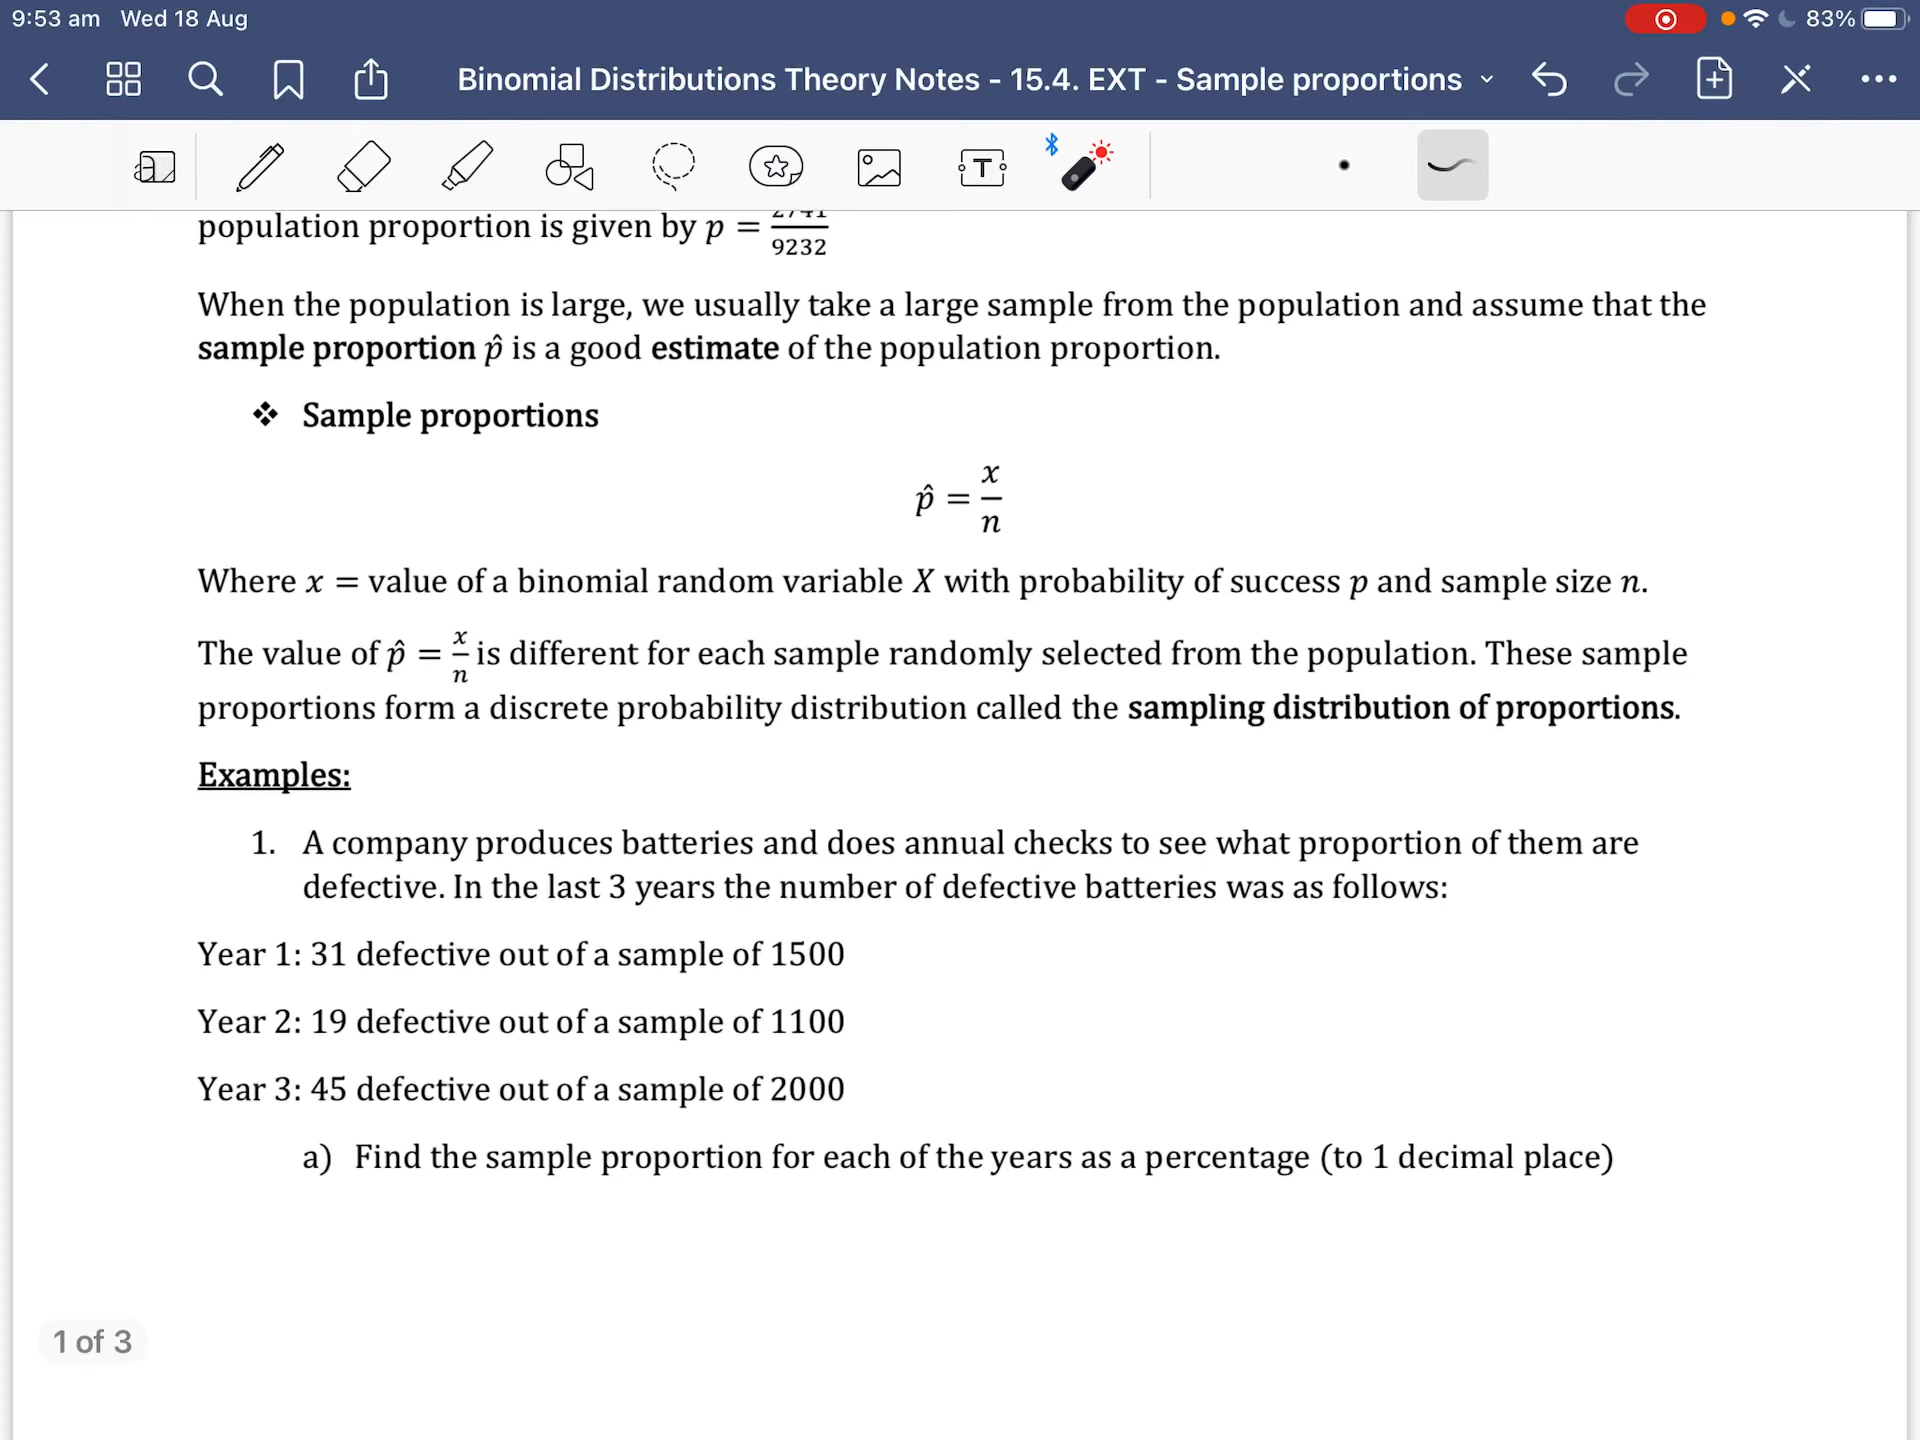 9:53 am Wed 18 Aug 83%
Binomial Distributions Theory Notes - 15.4. EXT - Sample proportions
T
population proportion is given by p = 2741/9232
When the population is large, we usually take a large sample from the population and assume that the
sample proportion p̂ is a good estimate of the population proportion.
❖ Sample proportions
p̂ = x/n
Where x = value of a binomial random variable X with probability of success p and sample size n.
The value of p̂ = x/n is different for each sample randomly selected from the population. These sample
proportions form a discrete probability distribution called the sampling distribution of proportions.
Examples:
1. A company produces batteries and does annual checks to see what proportion of them are
defective. In the last 3 years the number of defective batteries was as follows:
Year 1: 31 defective out of a sample of 1500
Year 2: 19 defective out of a sample of 1100
Year 3: 45 defective out of a sample of 2000
a) Find the sample proportion for each of the years as a percentage (to 1 decimal place)
1 of 3